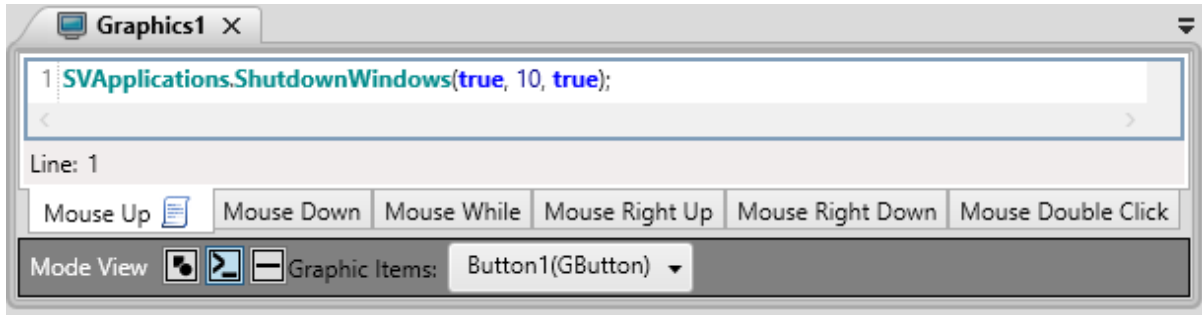 Graphics1
1 SVApplications.ShutdownWindows(true, 10, true);
Line: 1
Mouse Up Mouse Down Mouse While Mouse Right Up Mouse Right Down Mouse Double Click
Mode View Graphic Items: Button1(GButton)